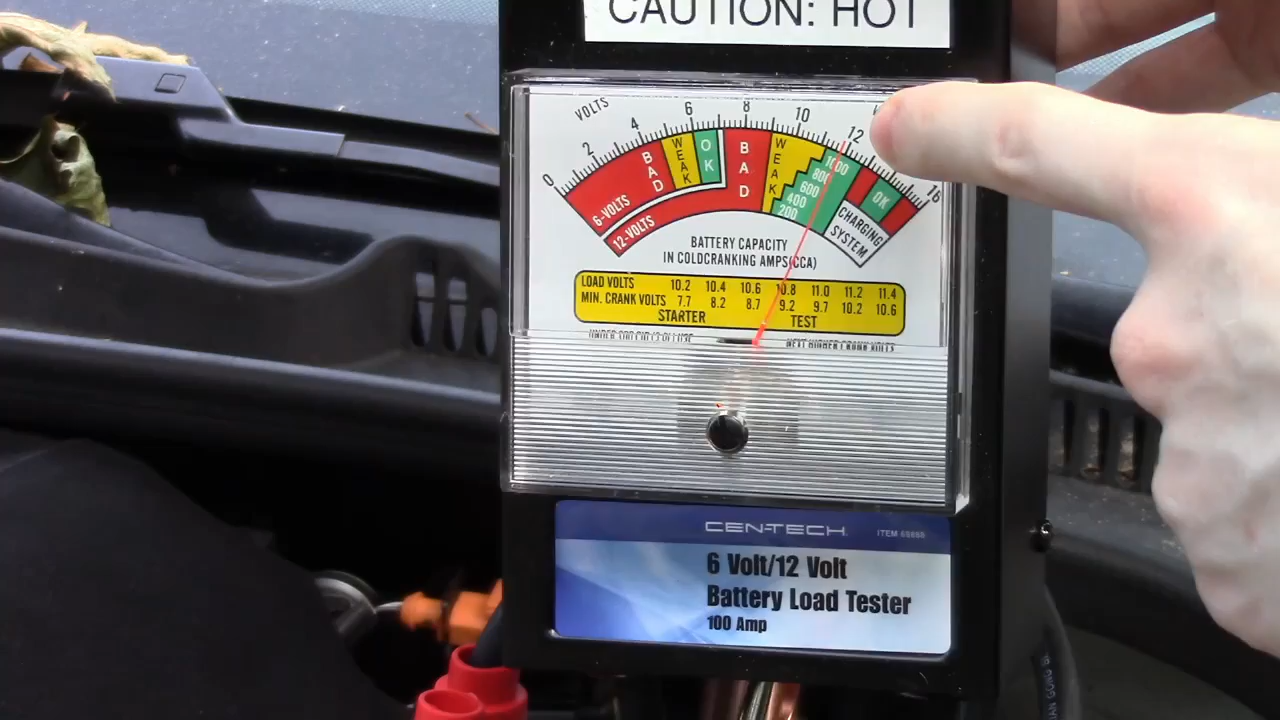 CAUTION: HOT
VOLTS
0 2 4 6 8 10 12 16
BAD WEAK OK BAD WEAK 1000 800 600 400 200 OK
6-VOLTS
12-VOLTS
CHARGING
SYSTEM
BATTERY CAPACITY
IN COLDCRANKING AMPS(CCA)
LOAD VOLTS 10.2 10.4 10.6 10.8 11.0 11.2 11.4
MIN. CRANK VOLTS 7.7 8.2 8.7 9.2 9.7 10.2 10.6
STARTER TEST
CEN-TECH
ITEM
6 Volt/12 Volt
Battery Load Tester
100 Amp